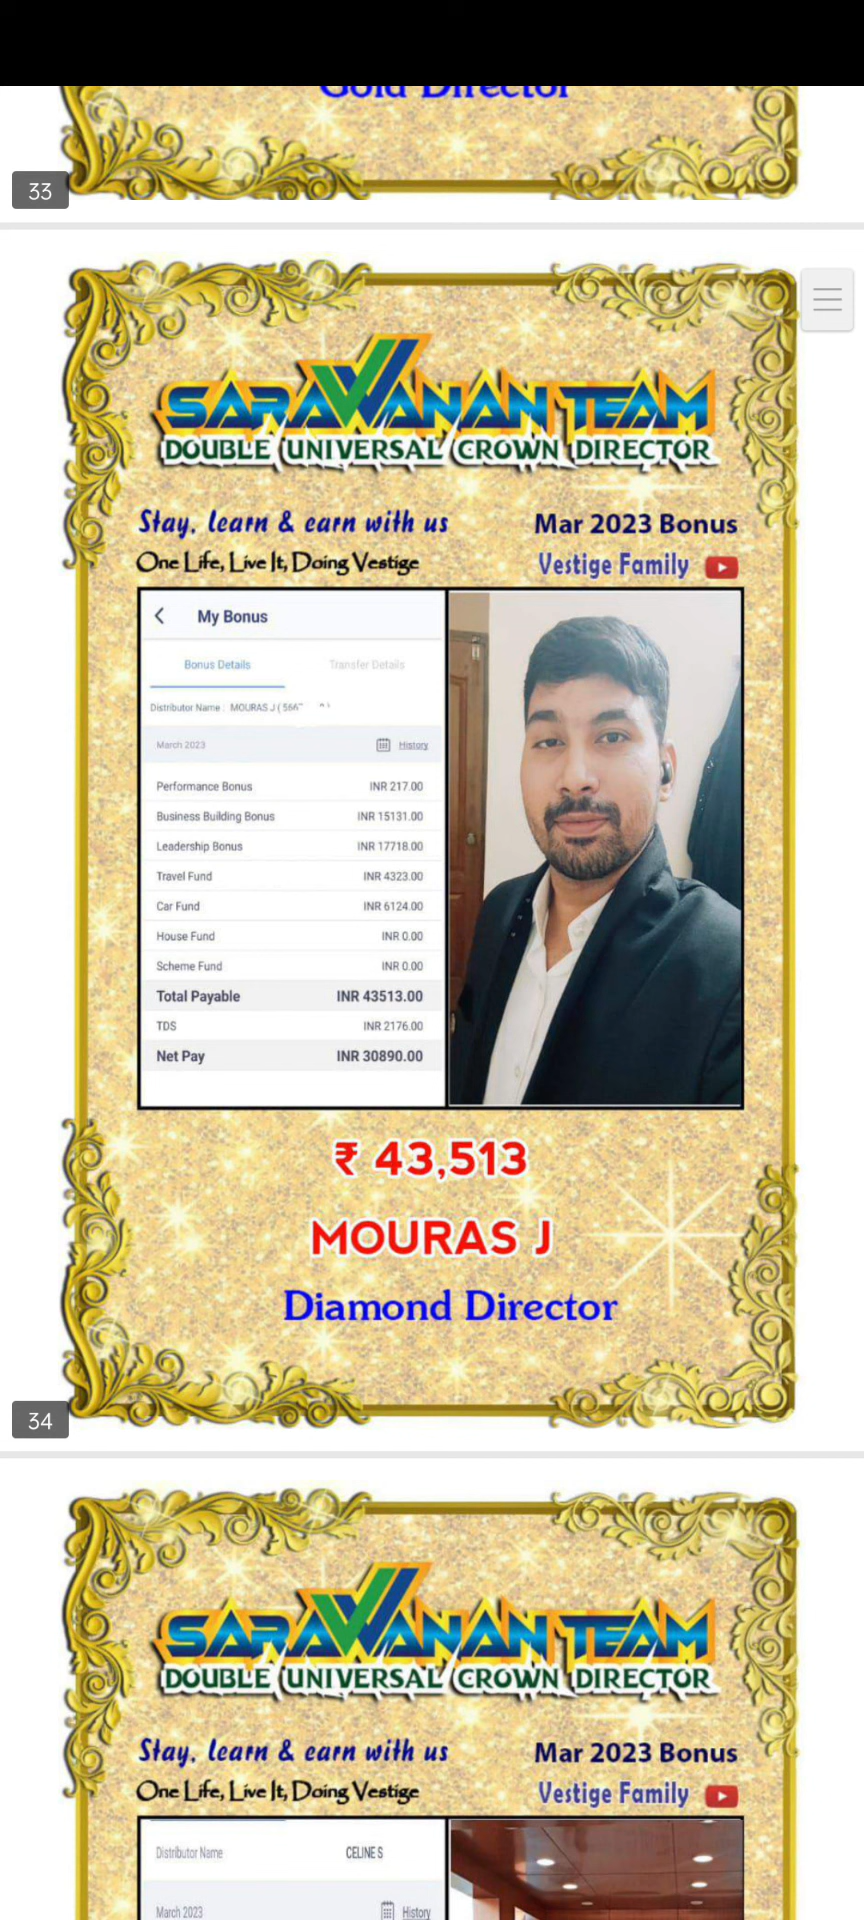 Gold Director
33
SARAVANAN TEAM
DOUBLE UNIVERSAL CROWN DIRECTOR
Stay, learn & earn with us
Mar 2023 Bonus
One Life, Live It, Doing Vestige
Vestige Family
My Bonus
Bonus Details
Transfer Details
Distributor Name : MOURAS J ( 566
March 2023
History
Performance Bonus INR 217.00
Business Building Bonus INR 15131.00
Leadership Bonus INR 17718.00
Travel Fund INR 4323.00
Car Fund INR 6124.00
House Fund INR 0.00
Scheme Fund INR 0.00
Total Payable INR 43513.00
TDS INR 2176.00
Net Pay INR 30890.00
₹ 43,513
MOURAS J
Diamond Director
34
SARAVANAN TEAM
DOUBLE UNIVERSAL CROWN DIRECTOR
Stay, learn & earn with us
Mar 2023 Bonus
One Life, Live It, Doing Vestige
Vestige Family
Distributor Name CELINE S
March 2023
History